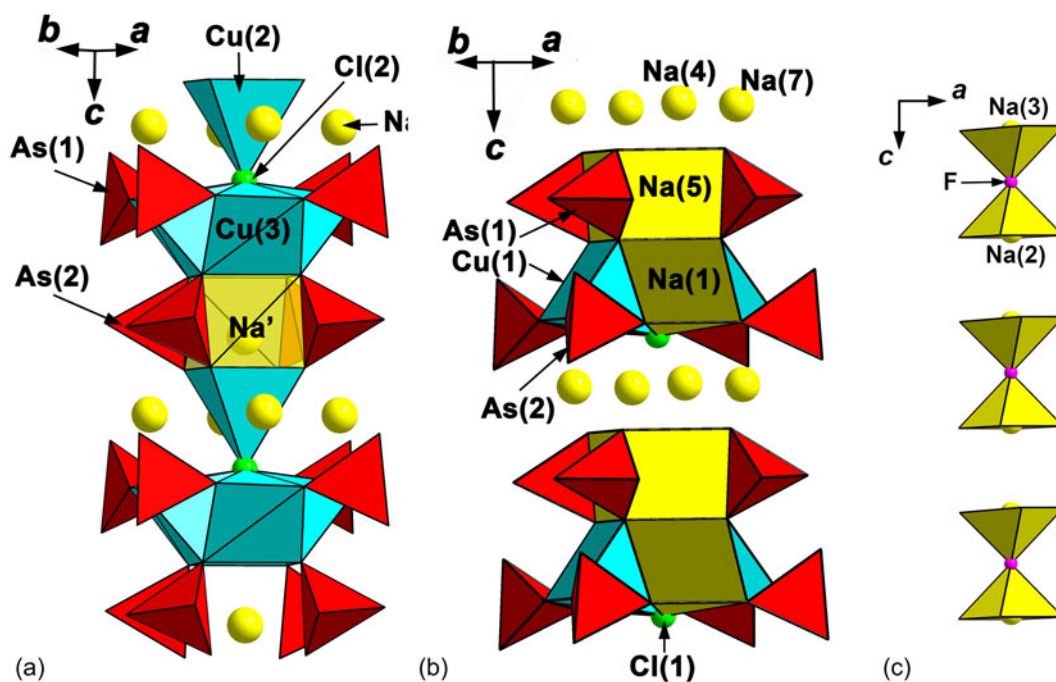 b a
c
Cu(2)
Cl(2)
As(1)
Cu(3)
As(2)
Na’
(a)
b a
c
Na(4)
Na(7)
Na(5)
As(1)
Cu(1)
Na(1)
As(2)
Cl(1)
(b)
a
c
Na(3)
F
Na(2)
(c)